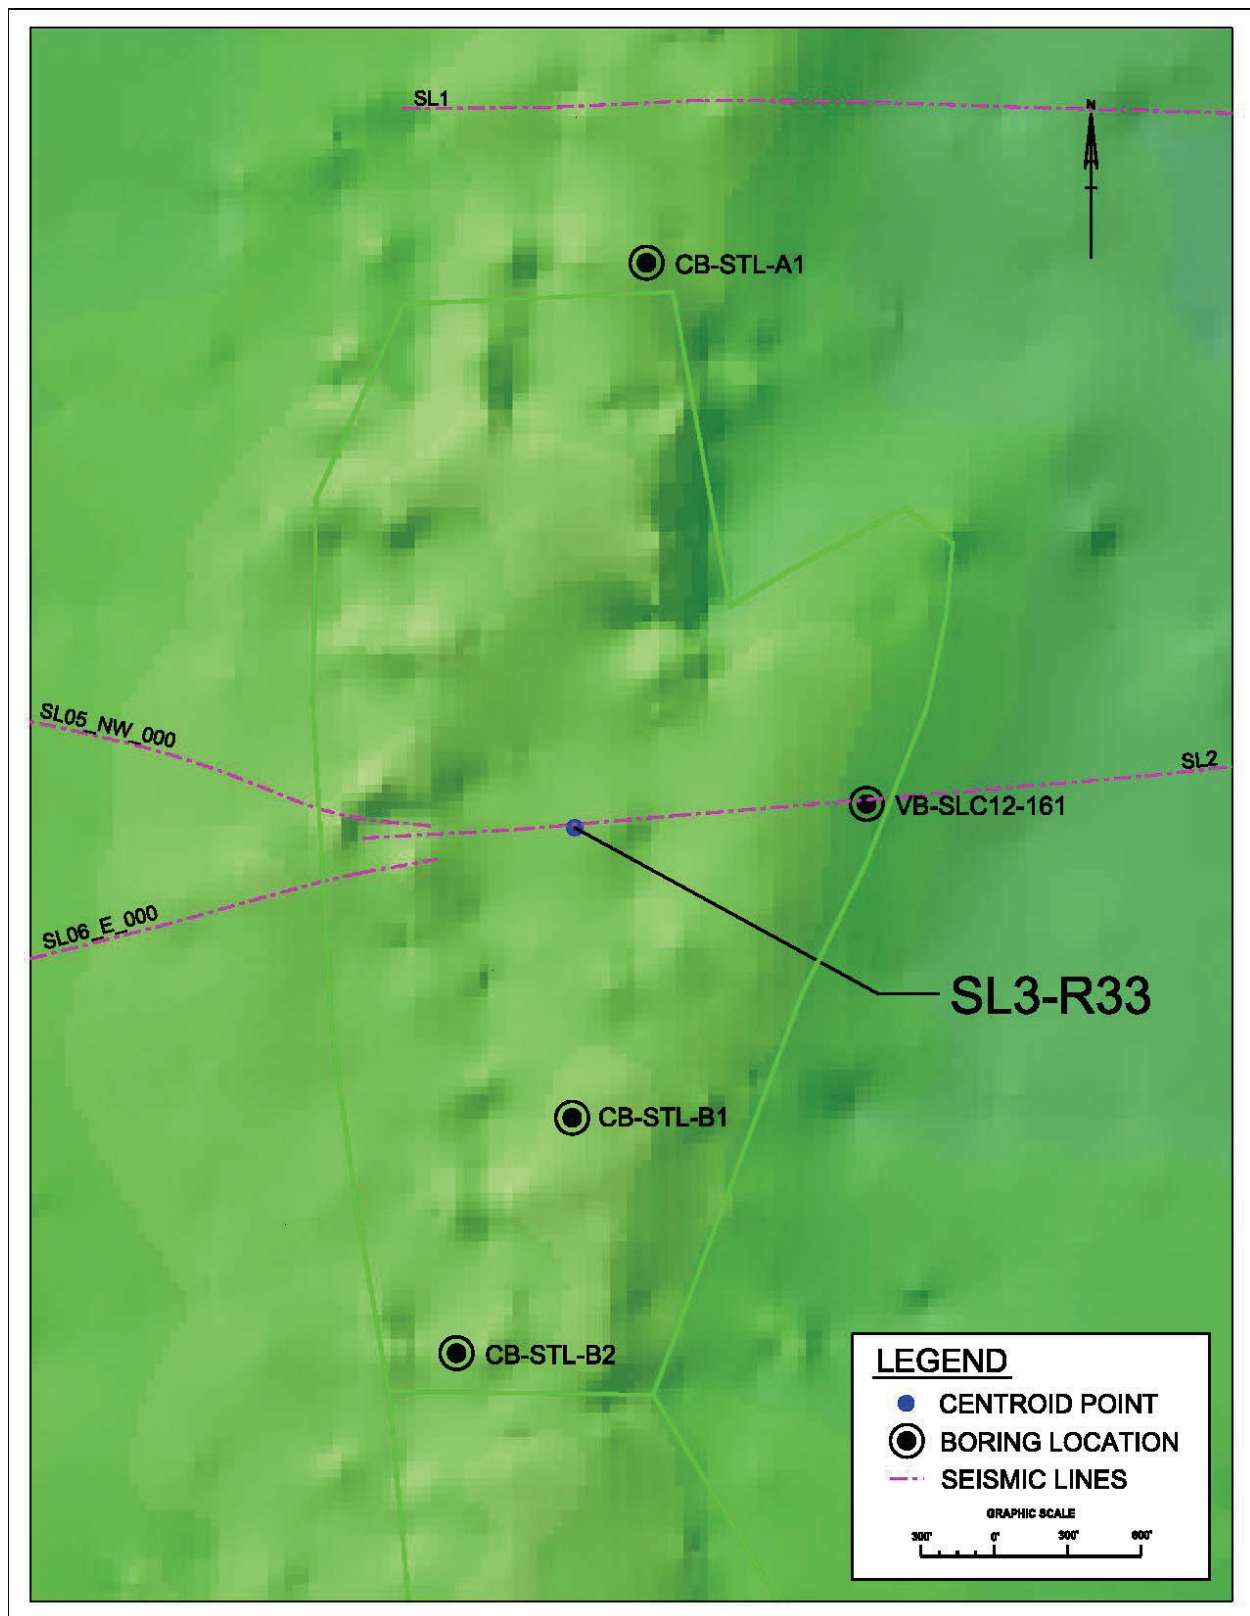 SL1
N
CB-STL-A1
SL05_NW_000
SL2
VB-SLC12-161
SL06_E_000
SL3-R33
CB-STL-B1
CB-STL-B2
LEGEND
CENTROID POINT
BORING LOCATION
SEISMIC LINES
GRAPHIC SCALE
300' 0' 300' 600'